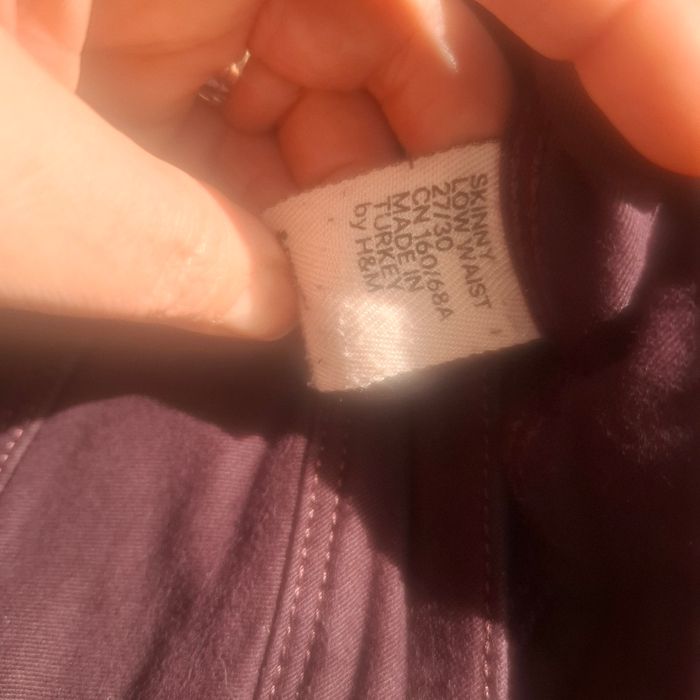 SKINNY
LOW WAIST
27/30
CN 160/68A
MADE IN
TURKEY
by H&M